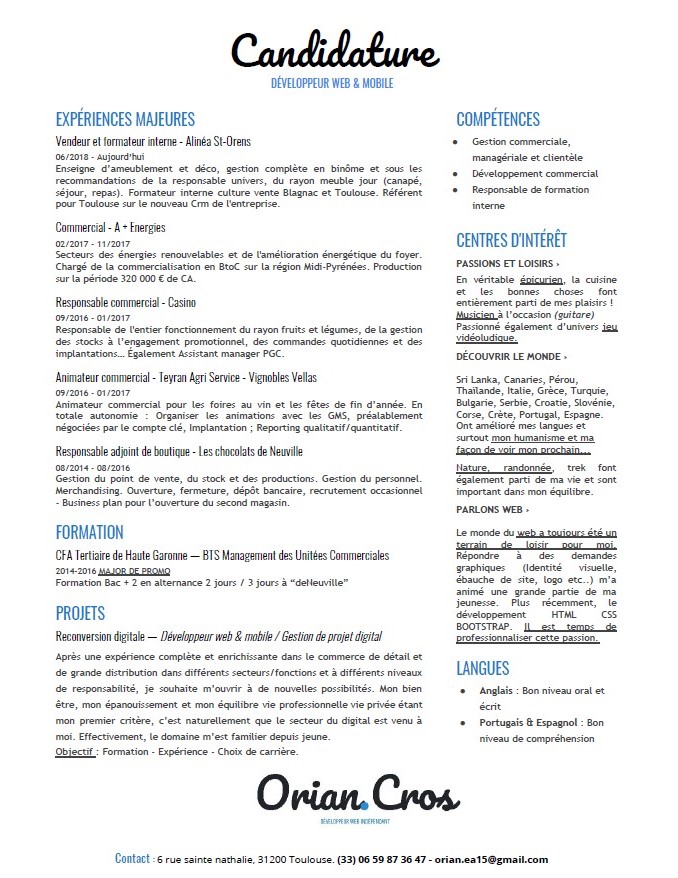 Candidature
DÉVELOPPEUR WEB & MOBILE
EXPÉRIENCES MAJEURES
Vendeur et formateur interne - Alinéa St-Orens
06/2018 - Aujourd'hui
Enseigne d'ameublement et déco, gestion complète en binôme et sous les
recommandations de la responsable univers, du rayon meuble jour (canapé,
séjour, repas). Formateur interne culture vente Blagnac et Toulouse. Référent
pour Toulouse sur le nouveau Crm de l'entreprise.
Commercial - A + Energies
02/2017 - 11/2017
Secteurs des énergies renouvelables et de l'amélioration énergétique du foyer.
Chargé de la commercialisation en BtoC sur la région Midi-Pyrénées. Production
sur la période 320 000 € de CA.
Responsable commercial - Casino
09/2016 - 01/2017
Responsable de l'entier fonctionnement du rayon fruits et légumes, de la gestion
des stocks à l'engagement promotionnel, des commandes quotidiennes et des
implantations... Également Assistant manager PGC.
Animateur commercial - Teyran Agri Service - Vignobles Vellas
09/2016 - 01/2017
Animateur commercial pour les foires au vin et les fêtes de fin d'année. En
totale autonomie : Organiser les animations avec les GMS, préalablement
négociées par le compte clé, Implantation ; Reporting qualitatif/quantitatif.
Responsable adjoint de boutique - Les chocolats de Neuville
08/2014 - 08/2016
Gestion du point de vente, du stock et des productions. Gestion du personnel.
Merchandising. Ouverture, fermeture, dépôt bancaire, recrutement occasionnel
- Business plan pour l'ouverture du second magasin.
FORMATION
CFA Tertiaire de Haute Garonne — BTS Management des Unitées Commerciales
2014-2016 MAJOR DE PROMO
Formation Bac + 2 en alternance 2 jours / 3 jours à “deNeuville”
PROJETS
Reconversion digitale — Développeur web & mobile / Gestion de projet digital
Après une expérience complète et enrichissante dans le commerce de détail et
de grande distribution dans différents secteurs/fonctions et à différents niveaux
de responsabilité, je souhaite m'ouvrir à de nouvelles possibilités. Mon bien
être, mon épanouissement et mon équilibre vie professionnelle vie privée étant
mon premier critère, c'est naturellement que le secteur du digital est venu à
moi. Effectivement, le domaine m'est familier depuis jeune.
Objectif : Formation - Expérience - Choix de carrière.
COMPÉTENCES
● Gestion commerciale,
managériale et clientèle
● Développement commercial
● Responsable de formation
interne
CENTRES D'INTÉRÊT
PASSIONS ET LOISIRS ›
En véritable épicurien, la cuisine
et les bonnes choses font
entièrement parti de mes plaisirs !
Musicien à l'occasion (guitare)
Passionné également d'univers jeu
vidéoludique.
DÉCOUVRIR LE MONDE ›
Sri Lanka, Canaries, Pérou,
Thaïlande, Italie, Grèce, Turquie,
Bulgarie, Serbie, Croatie, Slovénie,
Corse, Crète, Portugal, Espagne.
Ont amélioré mes langues et
surtout mon humanisme et ma
façon de voir mon prochain...
Nature, randonnée, trek font
également parti de ma vie et sont
important dans mon équilibre.
PARLONS WEB ›
Le monde du web a toujours été un
terrain de loisir pour moi.
Répondre à des demandes
graphiques (Identité visuelle,
ébauche de site, logo etc..) m'a
animé une grande partie de ma
jeunesse. Plus récemment, le
développement HTML CSS
BOOTSTRAP. Il est temps de
professionnaliser cette passion.
LANGUES
● Anglais : Bon niveau oral et
écrit
● Portugais & Espagnol : Bon
niveau de compréhension
Orian.Cros
DÉVELOPPEUR WEB INDÉPENDANT
Contact : 6 rue sainte nathalie, 31200 Toulouse. (33) 06 59 87 36 47 - orian.ea15@gmail.com